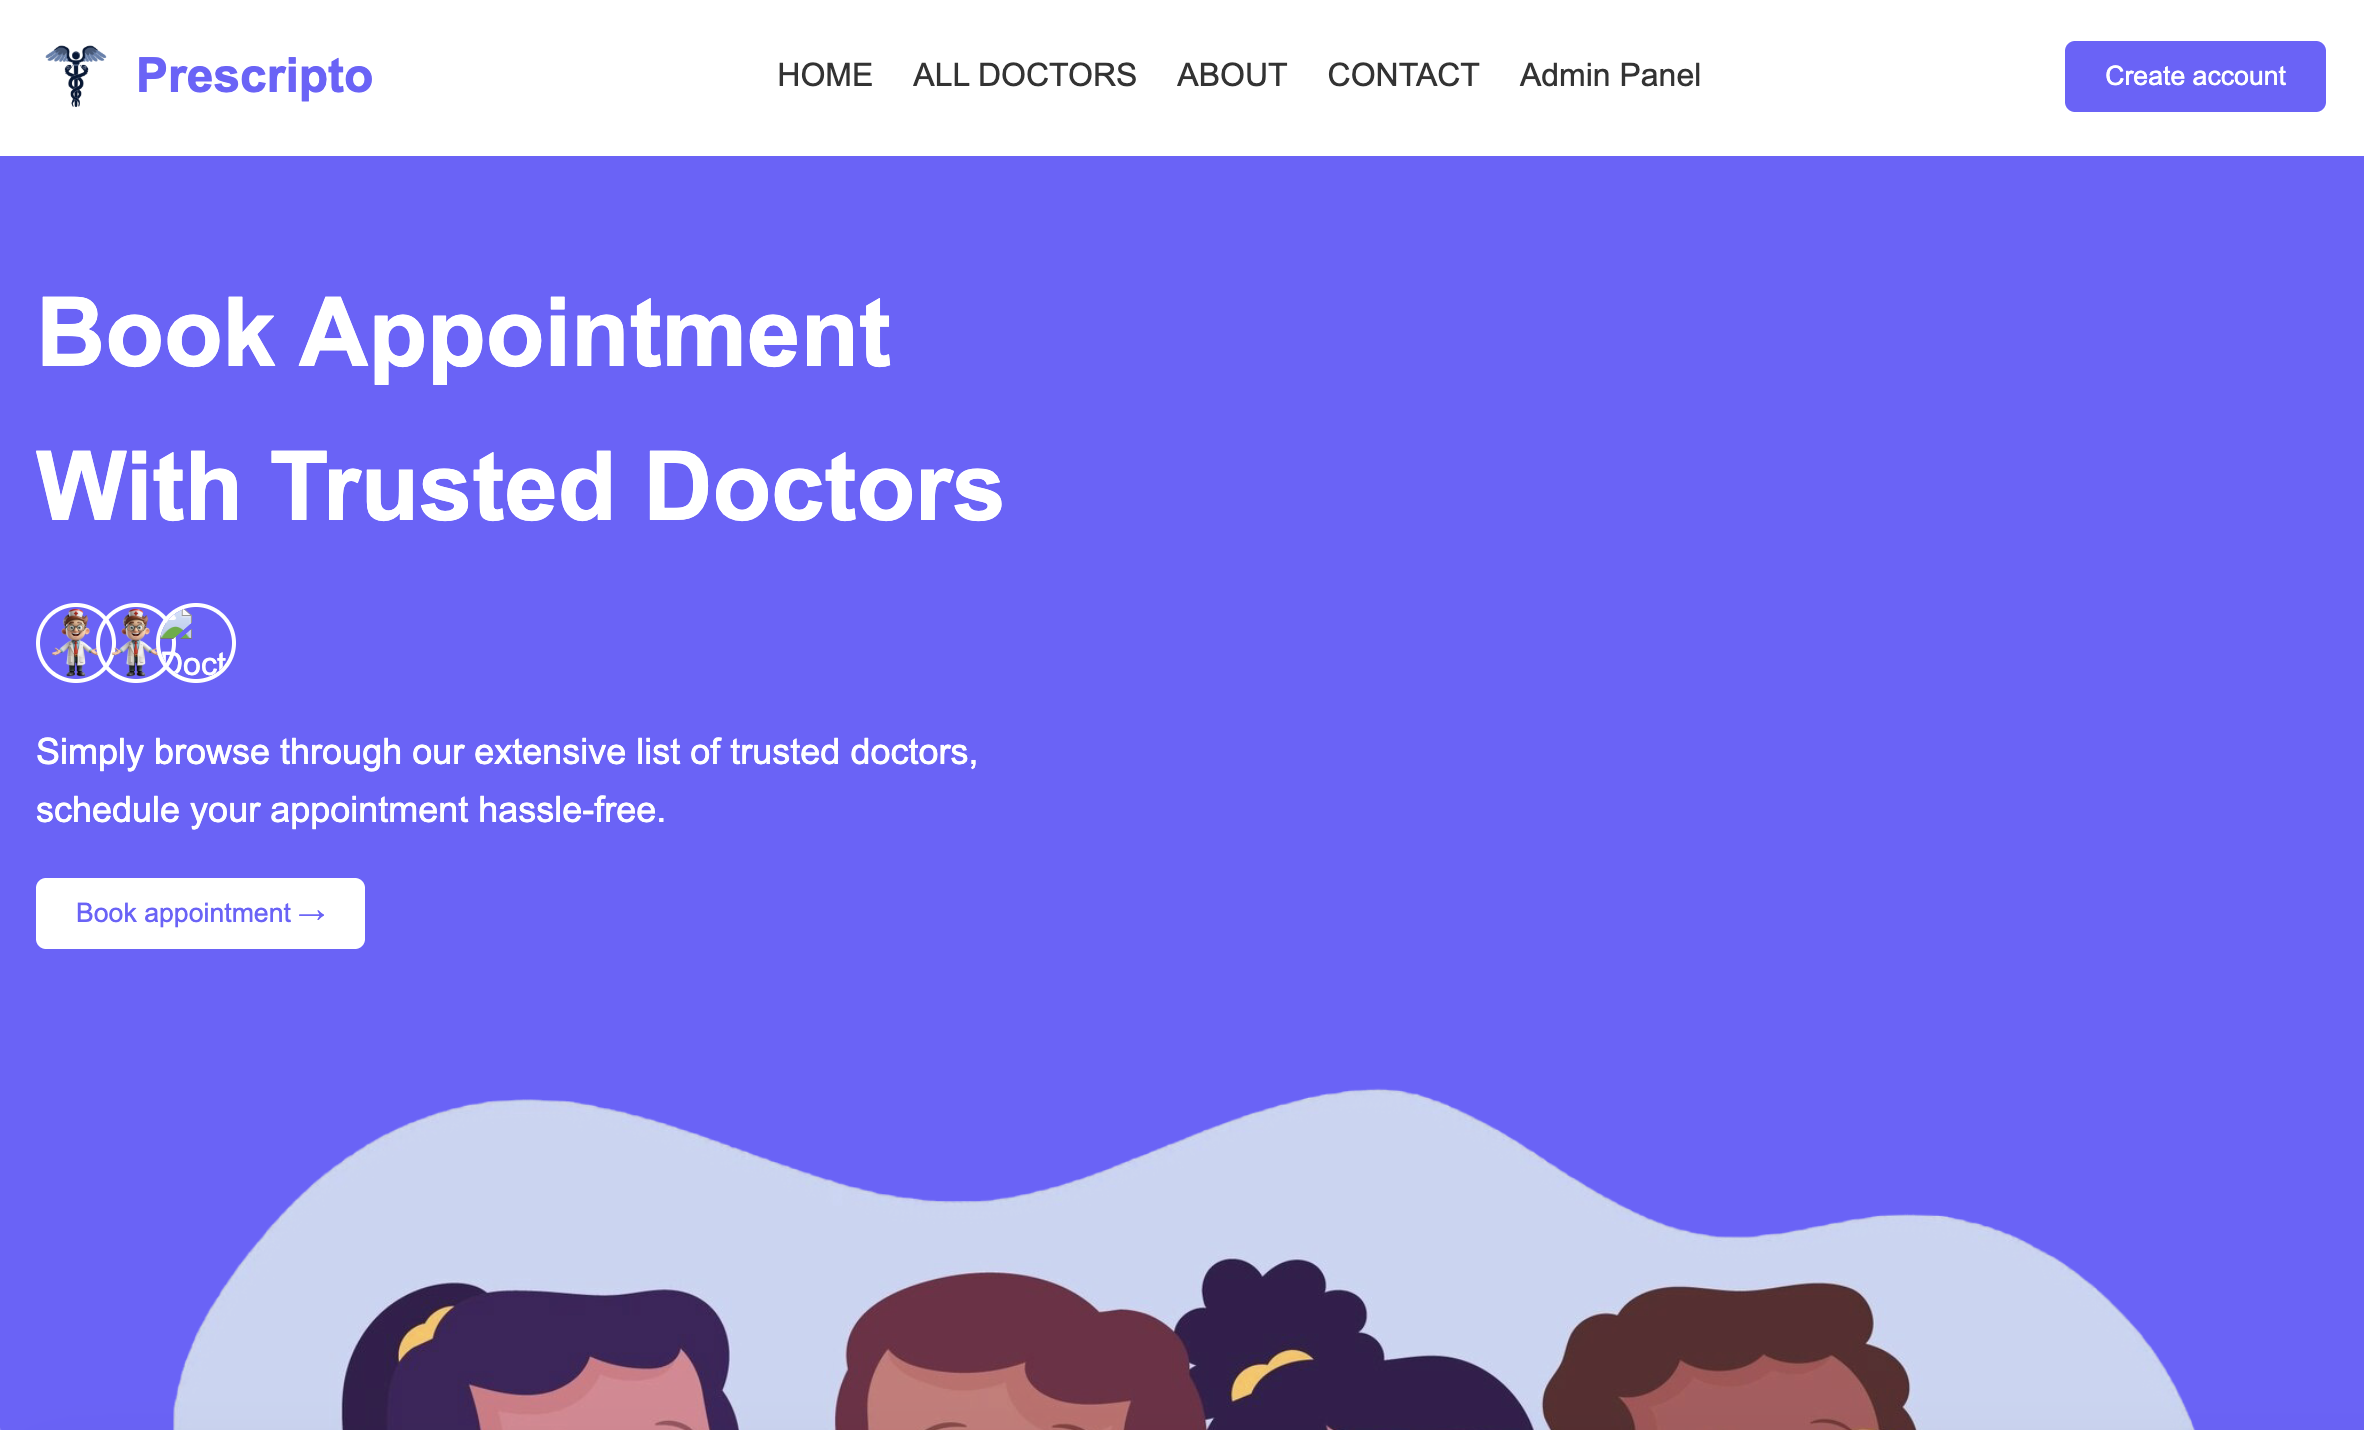 Prescripto
HOME ALL DOCTORS ABOUT CONTACT Admin Panel
Create account
Book Appointment
With Trusted Doctors
Doct
Simply browse through our extensive list of trusted doctors,
schedule your appointment hassle-free.
Book appointment →